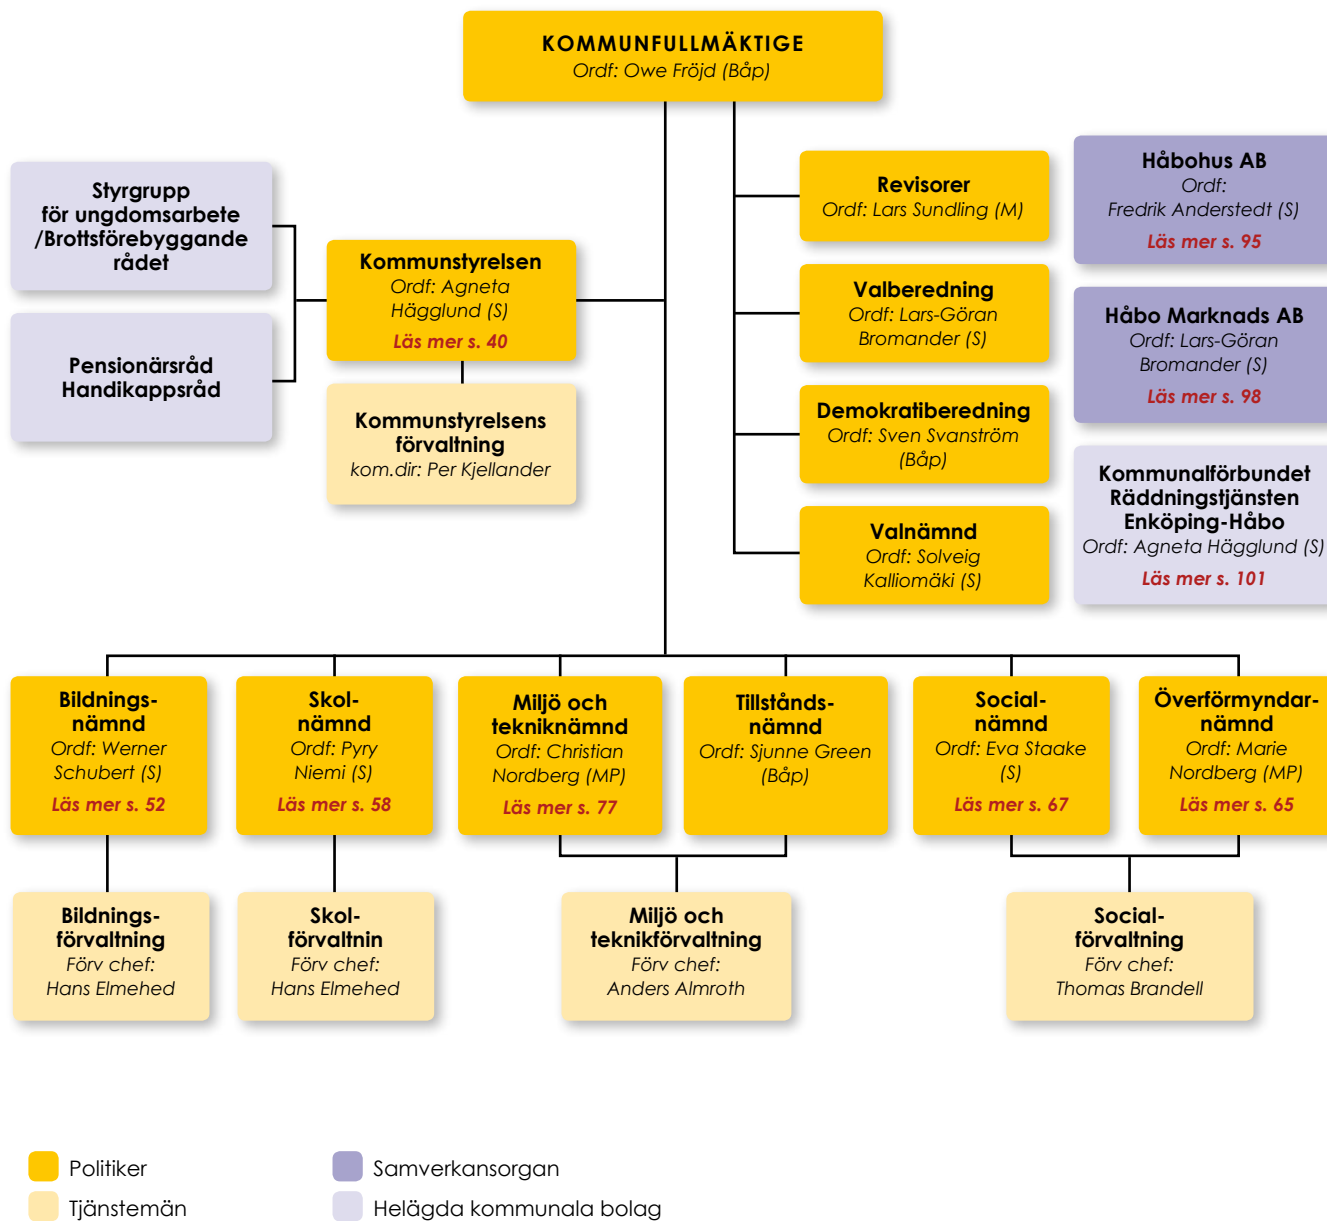 KOMMUNFULLMÄKTIGE
Ordf: Owe Fröjd (Båp)
Styrgrupp
för ungdomsarbete
/Brottsförebyggande
rådet
Pensionärsråd
Handikappsråd
Kommunstyrelsen
Ordf: Agneta
Hägglund (S)
Läs mer s. 40
Kommunstyrelsens
förvaltning
kom.dir: Per Kjellander
Revisorer
Ordf: Lars Sundling (M)
Valberedning
Ordf: Lars-Göran
Bromander (S)
Demokratiberedning
Ordf: Sven Svanström
(Båp)
Valnämnd
Ordf: Solveig
Kalliomäki (S)
Håbohus AB
Ordf:
Fredrik Anderstedt (S)
Läs mer s. 95
Håbo Marknads AB
Ordf: Lars-Göran
Bromander (S)
Läs mer s. 98
Kommunalförbundet
Räddningstjänsten
Enköping-Håbo
Ordf: Agneta Hägglund (S)
Läs mer s. 101
Bildnings-
nämnd
Ordf: Werner
Schubert (S)
Läs mer s. 52
Skol-
nämnd
Ordf: Pyry
Niemi (S)
Läs mer s. 58
Miljö och
tekniknämnd
Ordf: Christian
Nordberg (MP)
Läs mer s. 77
Tillstånds-
nämnd
Ordf: Sjunne Green
(Båp)
Social-
nämnd
Ordf: Eva Staake
(S)
Läs mer s. 67
Överförmyndar-
nämnd
Ordf: Marie
Nordberg (MP)
Läs mer s. 65
Bildnings-
förvaltning
Förv chef:
Hans Elmehed
Skol-
förvaltnin
Förv chef:
Hans Elmehed
Miljö och
teknikförvaltning
Förv chef:
Anders Almroth
Social-
förvaltning
Förv chef:
Thomas Brandell
Politiker
Tjänstemän
Samverkansorgan
Helägda kommunala bolag